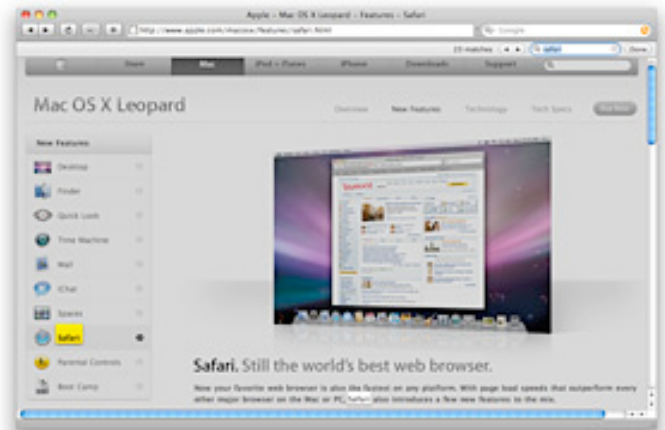 Apple - Mac OS X Leopard - Features - Safari
http://www.apple.com/macosx/features/safari.html
Google
matches
safari
Done
Store
Mac
iPod + iTunes
iPhone
Downloads
Support
Mac OS X Leopard
Overview
New Features
Technology
Tech Specs
Buy Now
New Features
Desktop
Finder
Quick Look
Time Machine
Mail
iChat
Spaces
Safari
Parental Controls
Boot Camp
Safari. Still the world's best web browser.
Now your favorite web browser is also the fastest on any platform. With page load speeds that outperform every
other major browser on the Mac or PC, Safari also introduces a few new features to the mix.